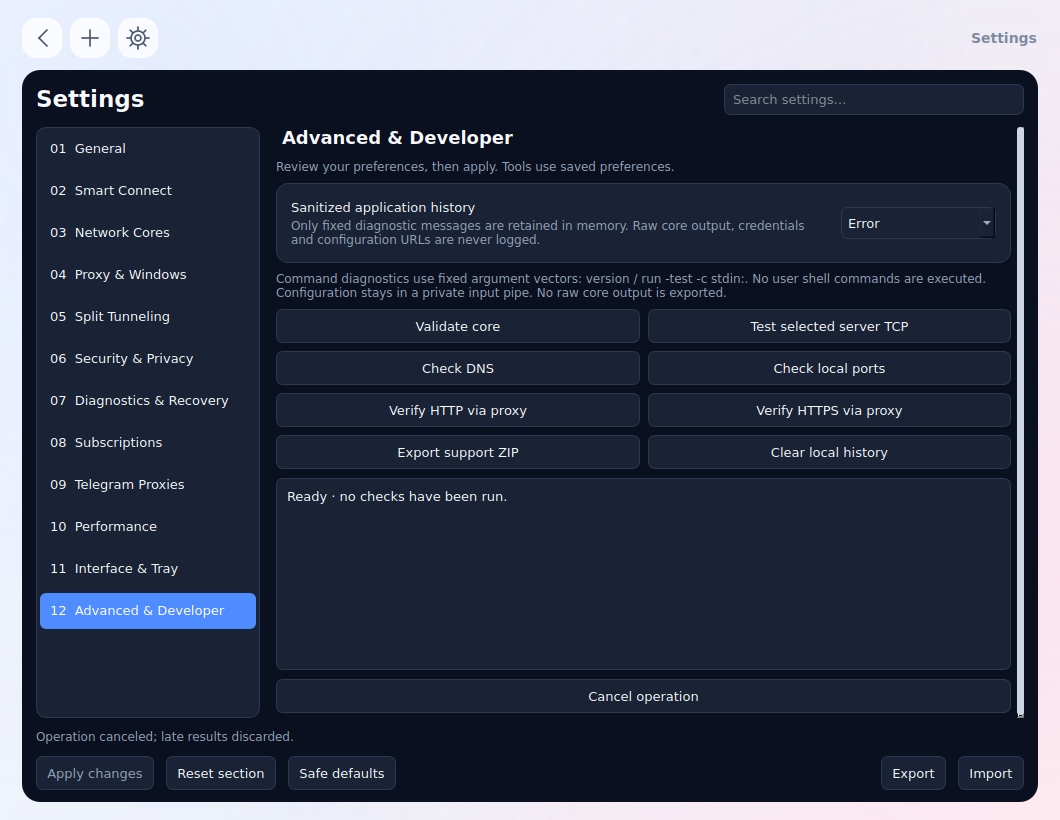 Settings
Settings
Search settings...
01 General
02 Smart Connect
03 Network Cores
04 Proxy & Windows
05 Split Tunneling
06 Security & Privacy
07 Diagnostics & Recovery
08 Subscriptions
09 Telegram Proxies
10 Performance
11 Interface & Tray
12 Advanced & Developer
Advanced & Developer
Review your preferences, then apply. Tools use saved preferences.
Sanitized application history
Only fixed diagnostic messages are retained in memory. Raw core output, credentials
and configuration URLs are never logged.
Error
Command diagnostics use fixed argument vectors: version / run -test -c stdin:. No user shell commands are executed.
Configuration stays in a private input pipe. No raw core output is exported.
Validate core
Test selected server TCP
Check DNS
Check local ports
Verify HTTP via proxy
Verify HTTPS via proxy
Export support ZIP
Clear local history
Ready · no checks have been run.
Cancel operation
Operation canceled; late results discarded.
Apply changes
Reset section
Safe defaults
Export
Import